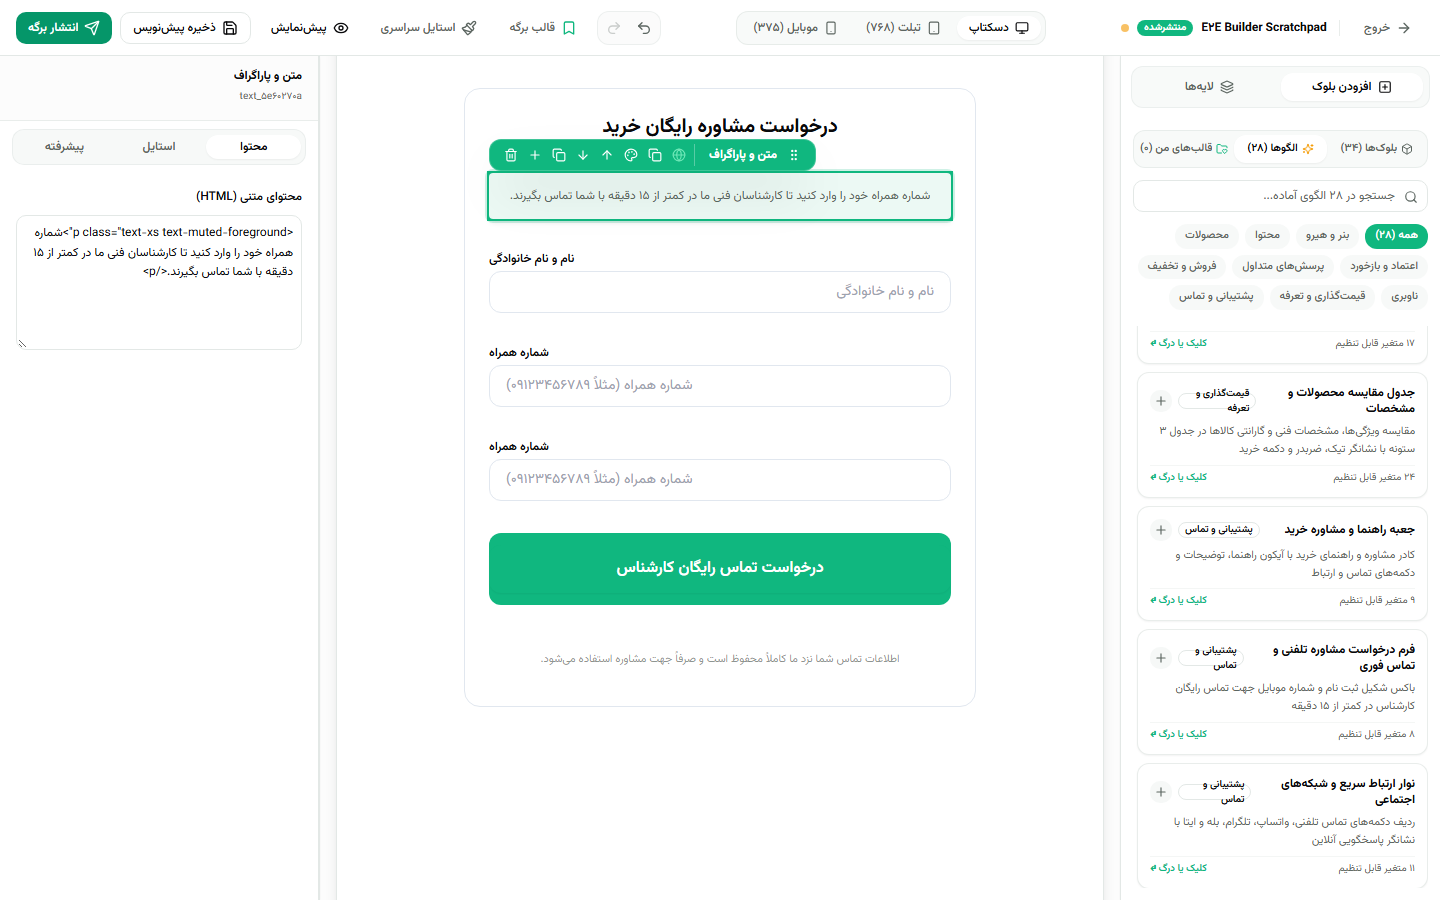 خروج
E2E Builder Scratchpad
منتشرشده
دسکتاپ
تبلت (۷۶۸)
موبایل (۳۷۵)
قالب برگه
استایل سراسری
پیش‌نمایش
ذخیره پیش‌نویس
انتشار برگه
افزودن بلوک
لایه‌ها
بلوک‌ها (۳۴)
الگوها (۲۸)
قالب‌های من (۰)
جستجو در ۲۸ الگوی آماده...
همه (۲۸)
بنر و هیرو
محتوا
محصولات
اعتماد و بازخورد
پرسش‌های متداول
فروش و تخفیف
ناوبری
قیمت‌گذاری و تعرفه
پشتیبانی و تماس
۱۷ متغیر قابل تنظیم
کلیک یا درگ
جدول مقایسه محصولات و مشخصات
قیمت‌گذاری و تعرفه
مقایسه ویژگی‌ها، مشخصات فنی و گارانتی کالاها در جدول ۳
ستونه با نشانگر تیک، ضربدر و دکمه خرید
۲۴ متغیر قابل تنظیم
کلیک یا درگ
جعبه راهنما و مشاوره خرید
پشتیبانی و تماس
کادر مشاوره و راهنمای خرید با آیکون راهنما، توضیحات و
دکمه‌های تماس و ارتباط
۹ متغیر قابل تنظیم
کلیک یا درگ
فرم درخواست مشاوره تلفنی و تماس فوری
پشتیبانی و تماس
باکس شکیل ثبت نام و شماره موبایل جهت تماس رایگان
کارشناس در کمتر از ۱۵ دقیقه
۸ متغیر قابل تنظیم
کلیک یا درگ
نوار ارتباط سریع و شبکه‌های اجتماعی
پشتیبانی و تماس
ردیف دکمه‌های تماس تلفنی، واتساپ، تلگرام، بله و ایتا با
نشانگر پاسخگویی آنلاین
۱۱ متغیر قابل تنظیم
کلیک یا درگ
درخواست مشاوره رایگان خرید
متن و پاراگراف
شماره همراه خود را وارد کنید تا کارشناسان فنی ما در کمتر از ۱۵ دقیقه با شما تماس بگیرند.
نام و نام خانوادگی
نام و نام خانوادگی
شماره همراه
شماره همراه (مثلاً ۰۹۱۲۳۴۵۶۷۸۹)
شماره همراه
شماره همراه (مثلاً ۰۹۱۲۳۴۵۶۷۸۹)
درخواست تماس رایگان کارشناس
اطلاعات تماس شما نزد ما کاملاً محفوظ است و صرفاً جهت مشاوره استفاده می‌شود.
متن و پاراگراف
text_۵e۶۰۲۷۰a
محتوا
استایل
پیشرفته
محتوای متنی (HTML)
<p class="text-xs text-muted-foreground">شماره
همراه خود را وارد کنید تا کارشناسان فنی ما در کمتر از ۱۵
دقیقه با شما تماس بگیرند.</p>